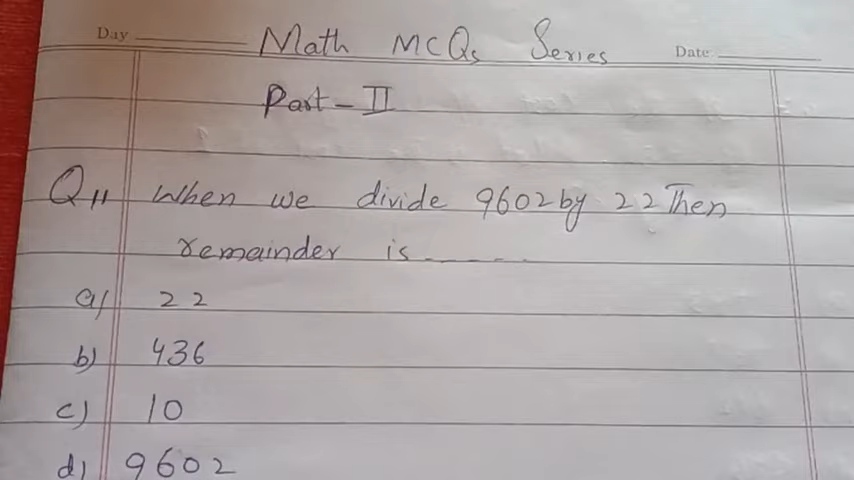 Day Math MCQs Series Date
Part-II
Q11 When we divide 9602 by 22 Then
remainder is -----
a) 22
b) 436
c) 10
d) 9602